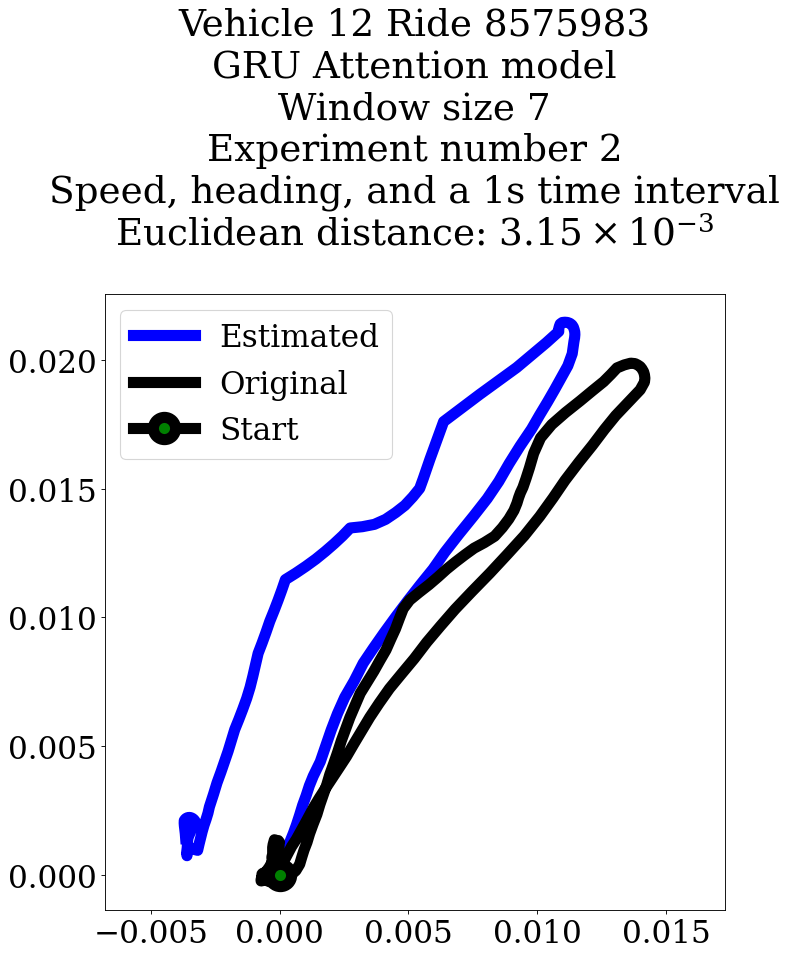 Vehicle 12 Ride 8575983
GRU Attention model
Window size 7
Experiment number 2
Speed, heading, and a 1s time interval
Euclidean distance: 3.15 × 10⁻³
Estimated
Original
Start
0.020
0.015
0.010
0.005
0.000
−0.005 0.000 0.005 0.010 0.015